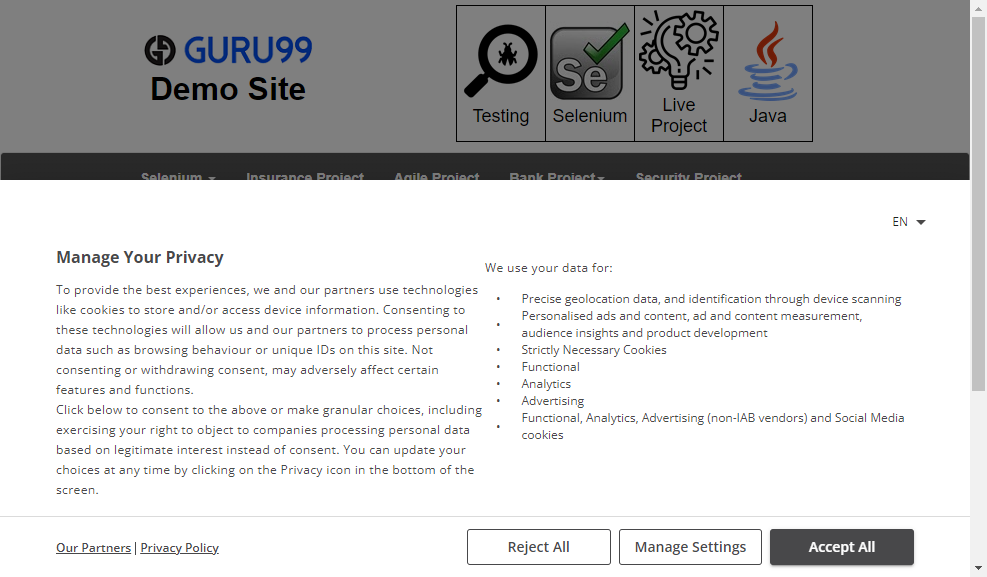 GURU99
Demo Site
Testing
Se
Selenium
Live
Project
Java
Selenium
Insurance Project
Agile Project
Bank Project
Security Project
EN
Manage Your Privacy
To provide the best experiences, we and our partners use technologies
like cookies to store and/or access device information. Consenting to
these technologies will allow us and our partners to process personal
data such as browsing behaviour or unique IDs on this site. Not
consenting or withdrawing consent, may adversely affect certain
features and functions.
Click below to consent to the above or make granular choices, including
exercising your right to object to companies processing personal data
based on legitimate interest instead of consent. You can update your
choices at any time by clicking on the Privacy icon in the bottom of the
screen.
We use your data for:
• Precise geolocation data, and identification through device scanning
• Personalised ads and content, ad and content measurement,
audience insights and product development
• Strictly Necessary Cookies
• Functional
• Analytics
• Advertising
• Functional, Analytics, Advertising (non-IAB vendors) and Social Media
cookies
Our Partners | Privacy Policy
Reject All
Manage Settings
Accept All